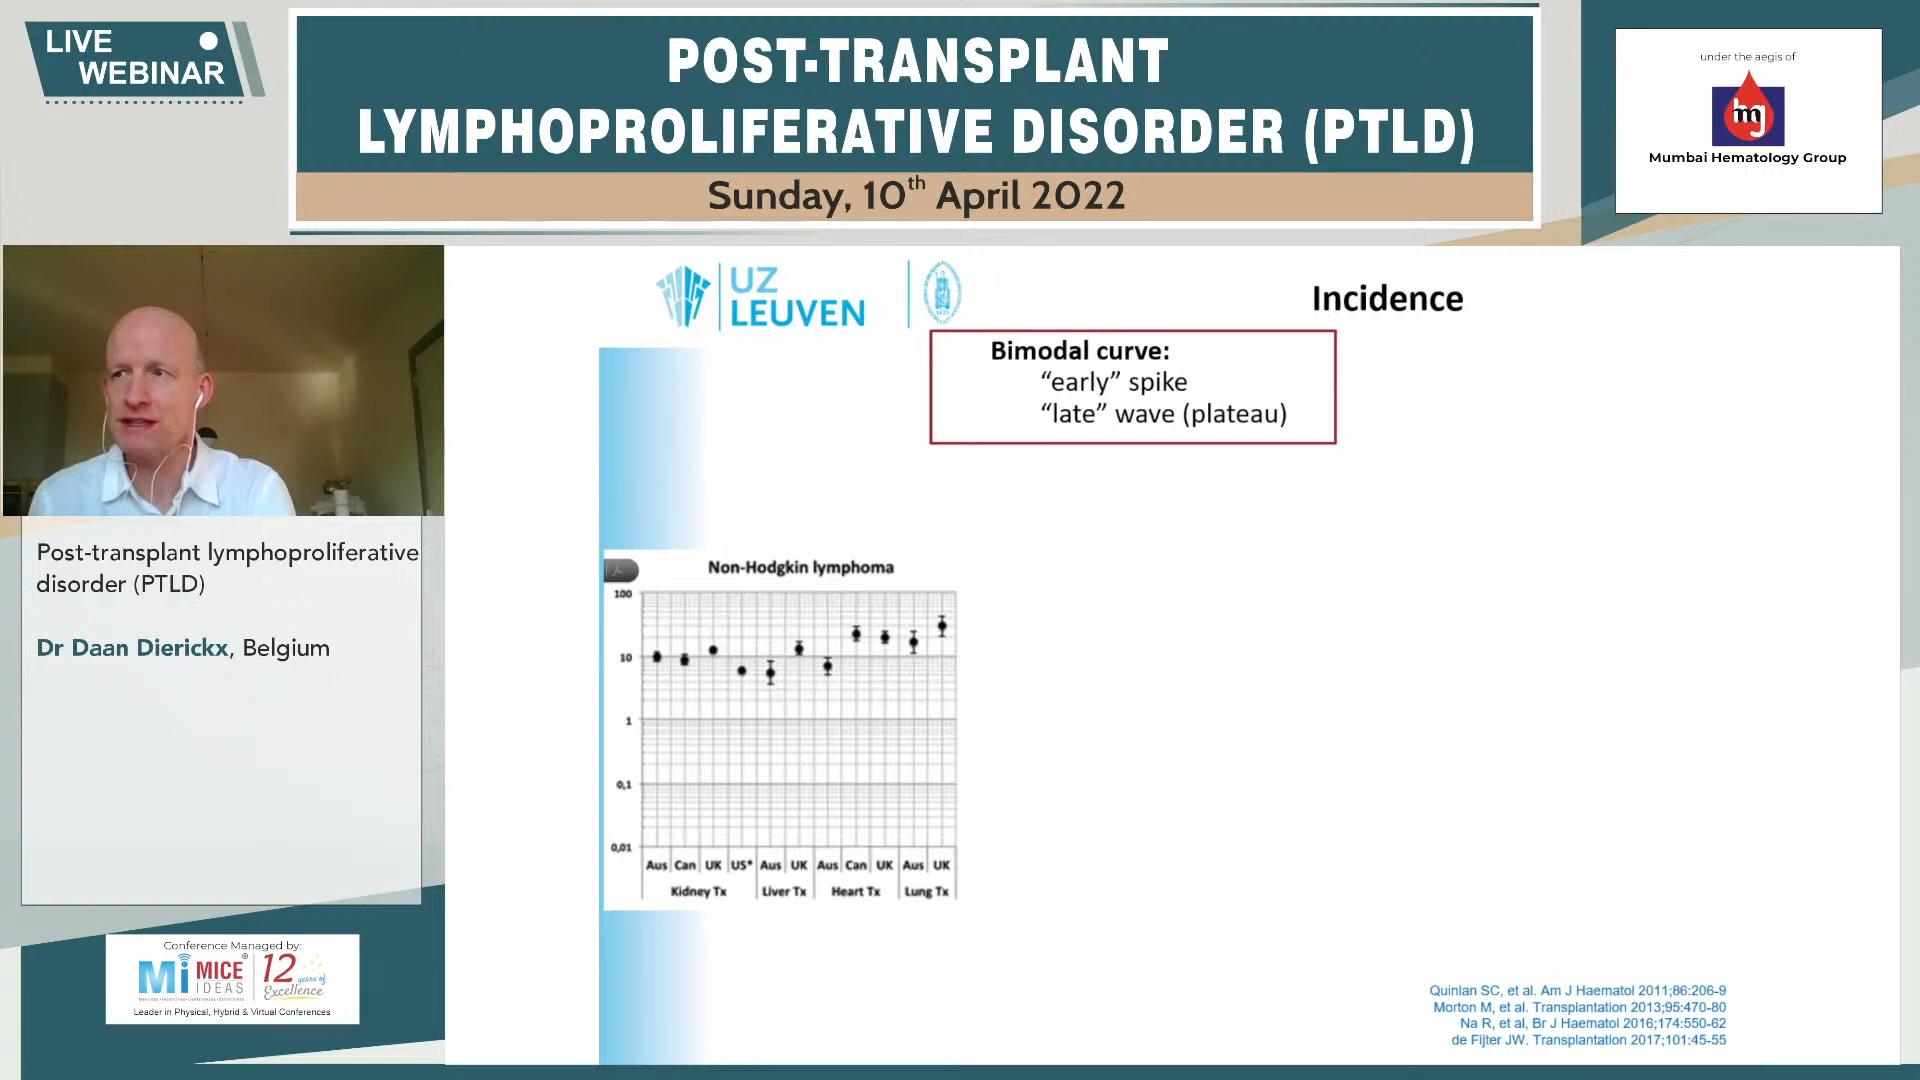 LIVE
WEBINAR
POST-TRANSPLANT
LYMPHOPROLIFERATIVE DISORDER (PTLD)
Sunday, 10th April 2022
under the aegis of
mg
Mumbai Hematology Group
UZ
LEUVEN
Incidence
Bimodal curve:
“early” spike
“late” wave (plateau)
Post-transplant lymphoproliferative
disorder (PTLD)
Dr Daan Dierickx, Belgium
Non-Hodgkin lymphoma
100
10
1
0,1
0,01
Aus Can UK US* Aus UK Aus Can UK Aus UK
Kidney Tx Liver Tx Heart Tx Lung Tx
Conference Managed by:
Mi MICE IDEAS 12 years of Excellence
Leader in Physical, Hybrid & Virtual Conferences
Quinlan SC, et al. Am J Haematol 2011;86:206-9
Morton M, et al. Transplantation 2013;95:470-80
Na R, et al, Br J Haematol 2016;174:550-62
de Fijter JW. Transplantation 2017;101:45-55